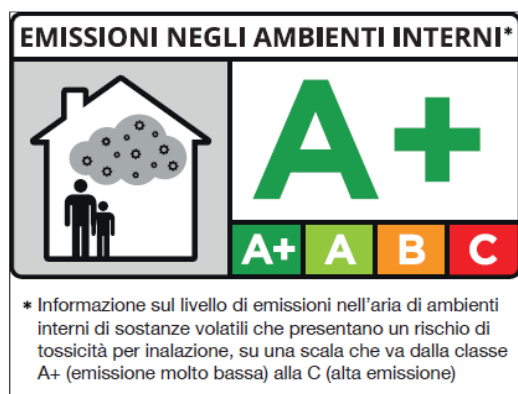 EMISSIONI NEGLI AMBIENTI INTERNI*
A+
A+ A B C
* Informazione sul livello di emissioni nell'aria di ambienti
interni di sostanze volatili che presentano un rischio di
tossicità per inalazione, su una scala che va dalla classe
A+ (emissione molto bassa) alla C (alta emissione)